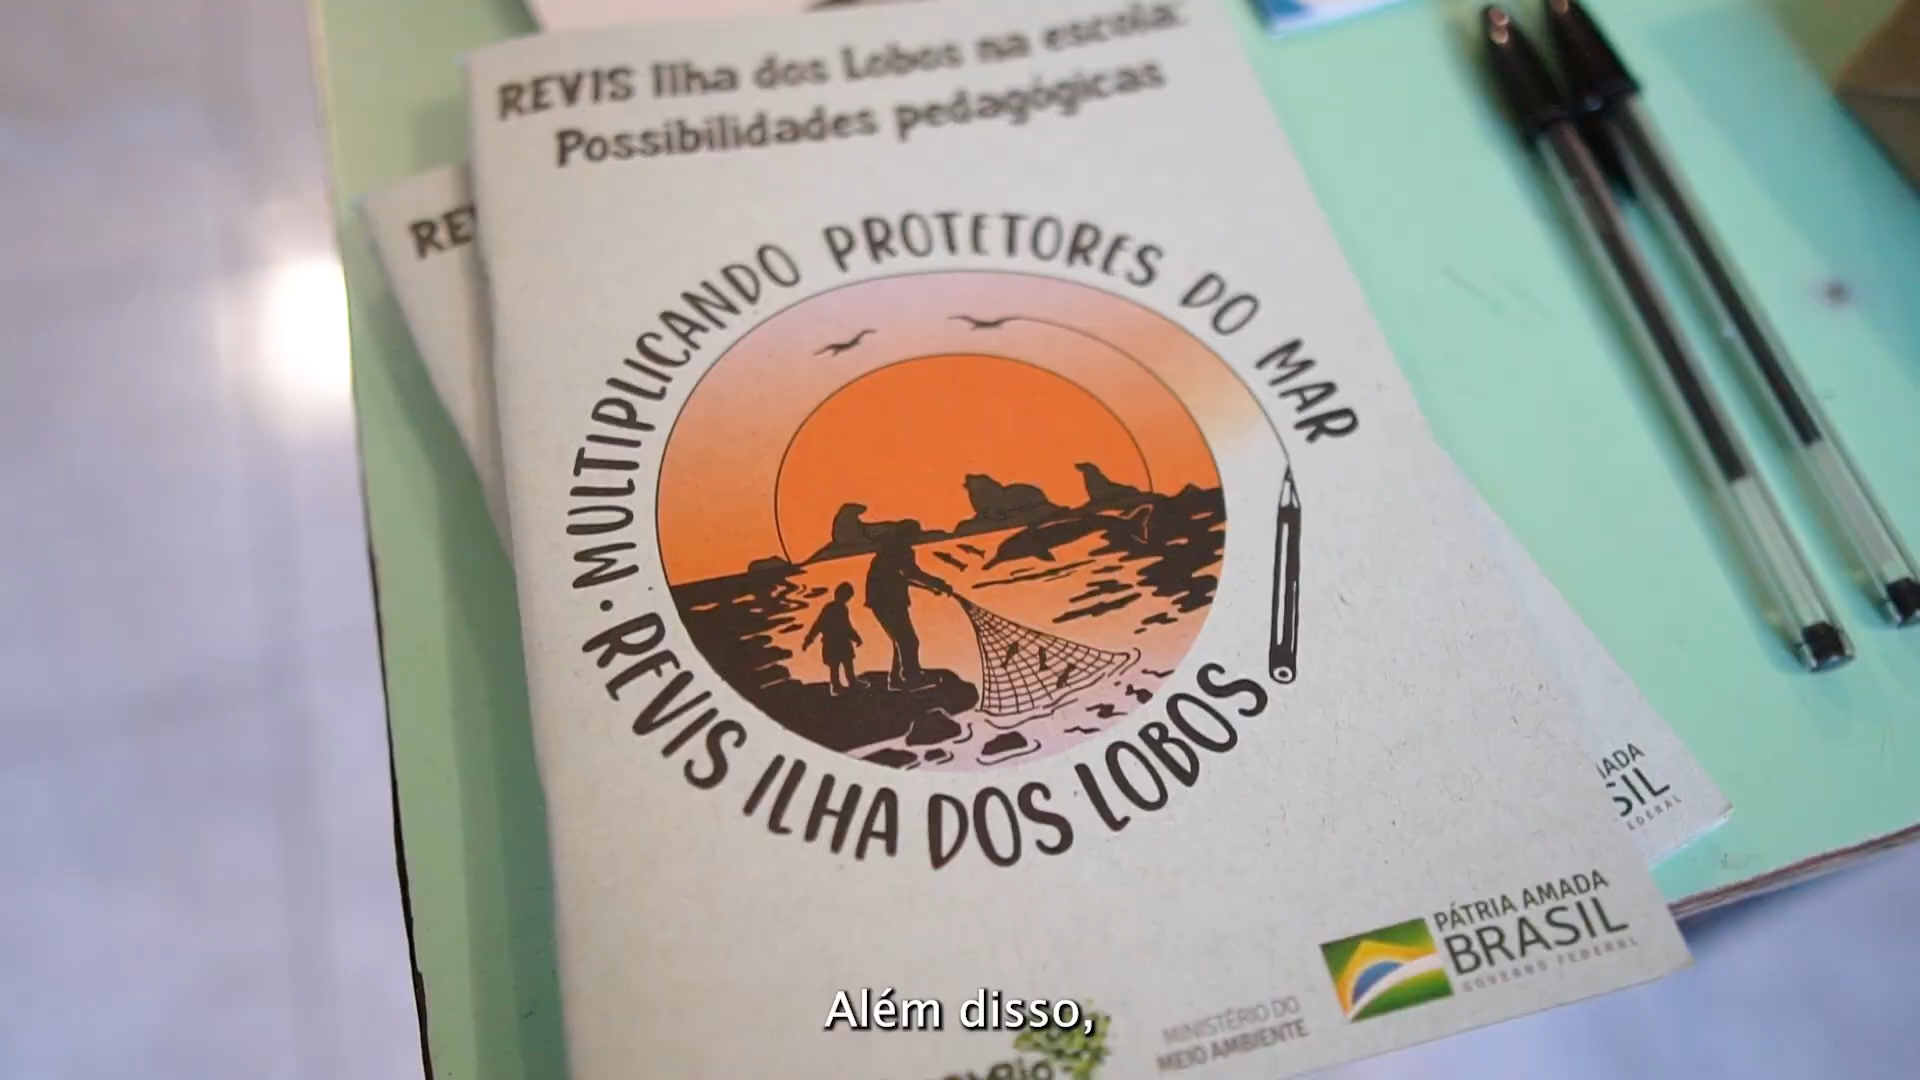 REVIS Ilha dos Lobos na escola:
Possibilidades pedagógicas
RE
MULTIPLICANDO PROTETORES DO MAR
• REVIS ILHA DOS LOBOS
PÁTRIA AMADA
BRASIL
GOVERNO FEDERAL
MINISTÉRIO DO
MEIO AMBIENTE
Além disso,